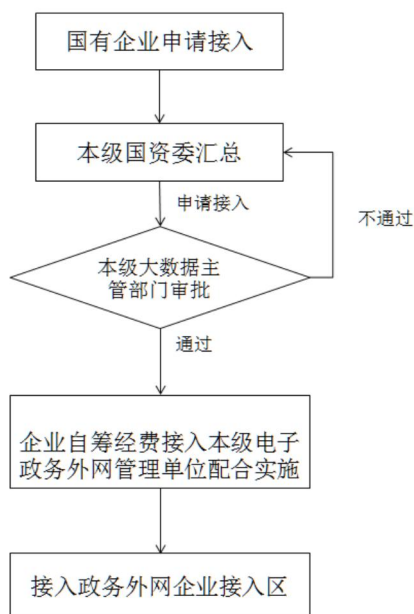 国有企业申请接入
本级国资委汇总
申请接入
不通过
本级大数据主
管部门审批
通过
企业自筹经费接入本级电子
政务外网管理单位配合实施
接入政务外网企业接入区